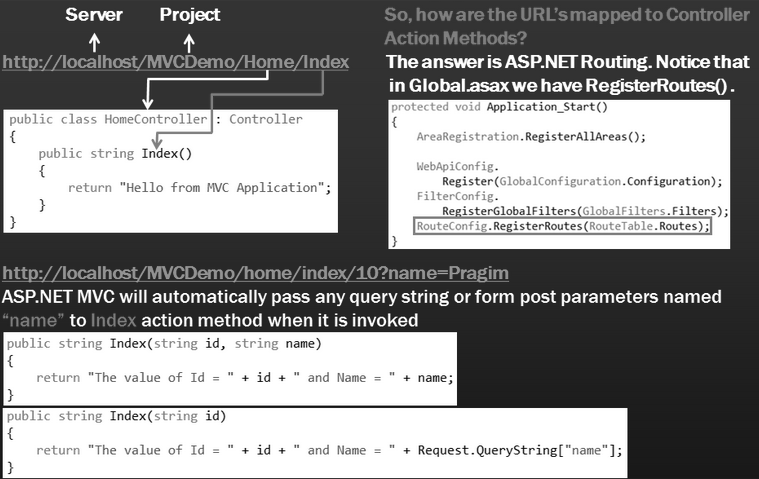 Server Project
http://localhost/MVCDemo/Home/Index
public class HomeController : Controller
{
    public string Index()
    {
        return "Hello from MVC Application";
    }
}
So, how are the URL's mapped to Controller
Action Methods?
The answer is ASP.NET Routing. Notice that
in Global.asax we have RegisterRoutes() .
protected void Application_Start()
{
    AreaRegistration.RegisterAllAreas();
    WebApiConfig.
        Register(GlobalConfiguration.Configuration);
    FilterConfig.
        RegisterGlobalFilters(GlobalFilters.Filters);
    RouteConfig.RegisterRoutes(RouteTable.Routes);
}
http://localhost/MVCDemo/home/index/10?name=Pragim
ASP.NET MVC will automatically pass any query string or form post parameters named
“name” to Index action method when it is invoked
public string Index(string id, string name)
{
    return "The value of Id = " + id + " and Name = " + name;
}
public string Index(string id)
{
    return "The value of Id = " + id + " and Name = " + Request.QueryString["name"];
}